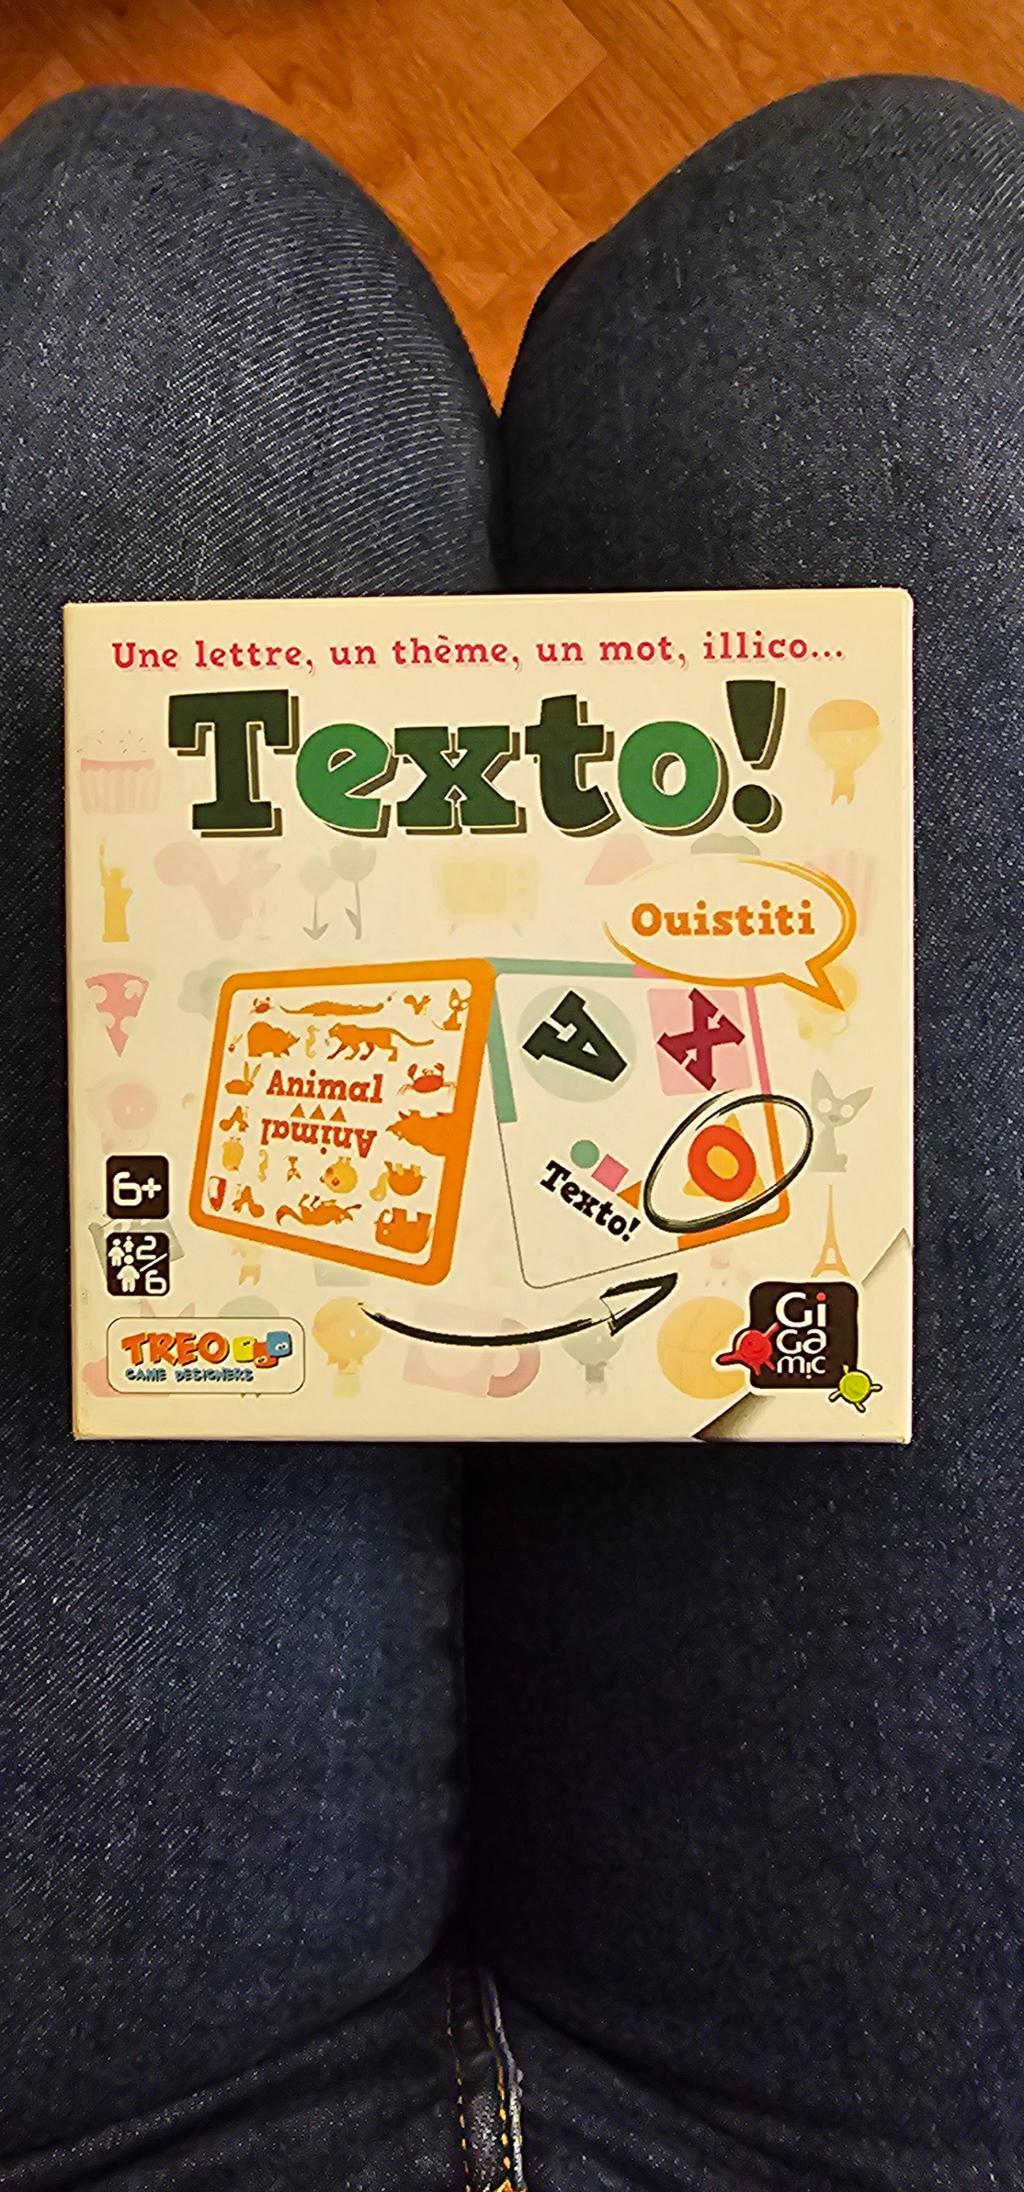 Une lettre, un thème, un mot, illico...
Texto!
Ouistiti
A X
Animal
Animal
O
Texto!
6+
2/6
TREO
GAME DESIGNERS
Gi
Ga
mic